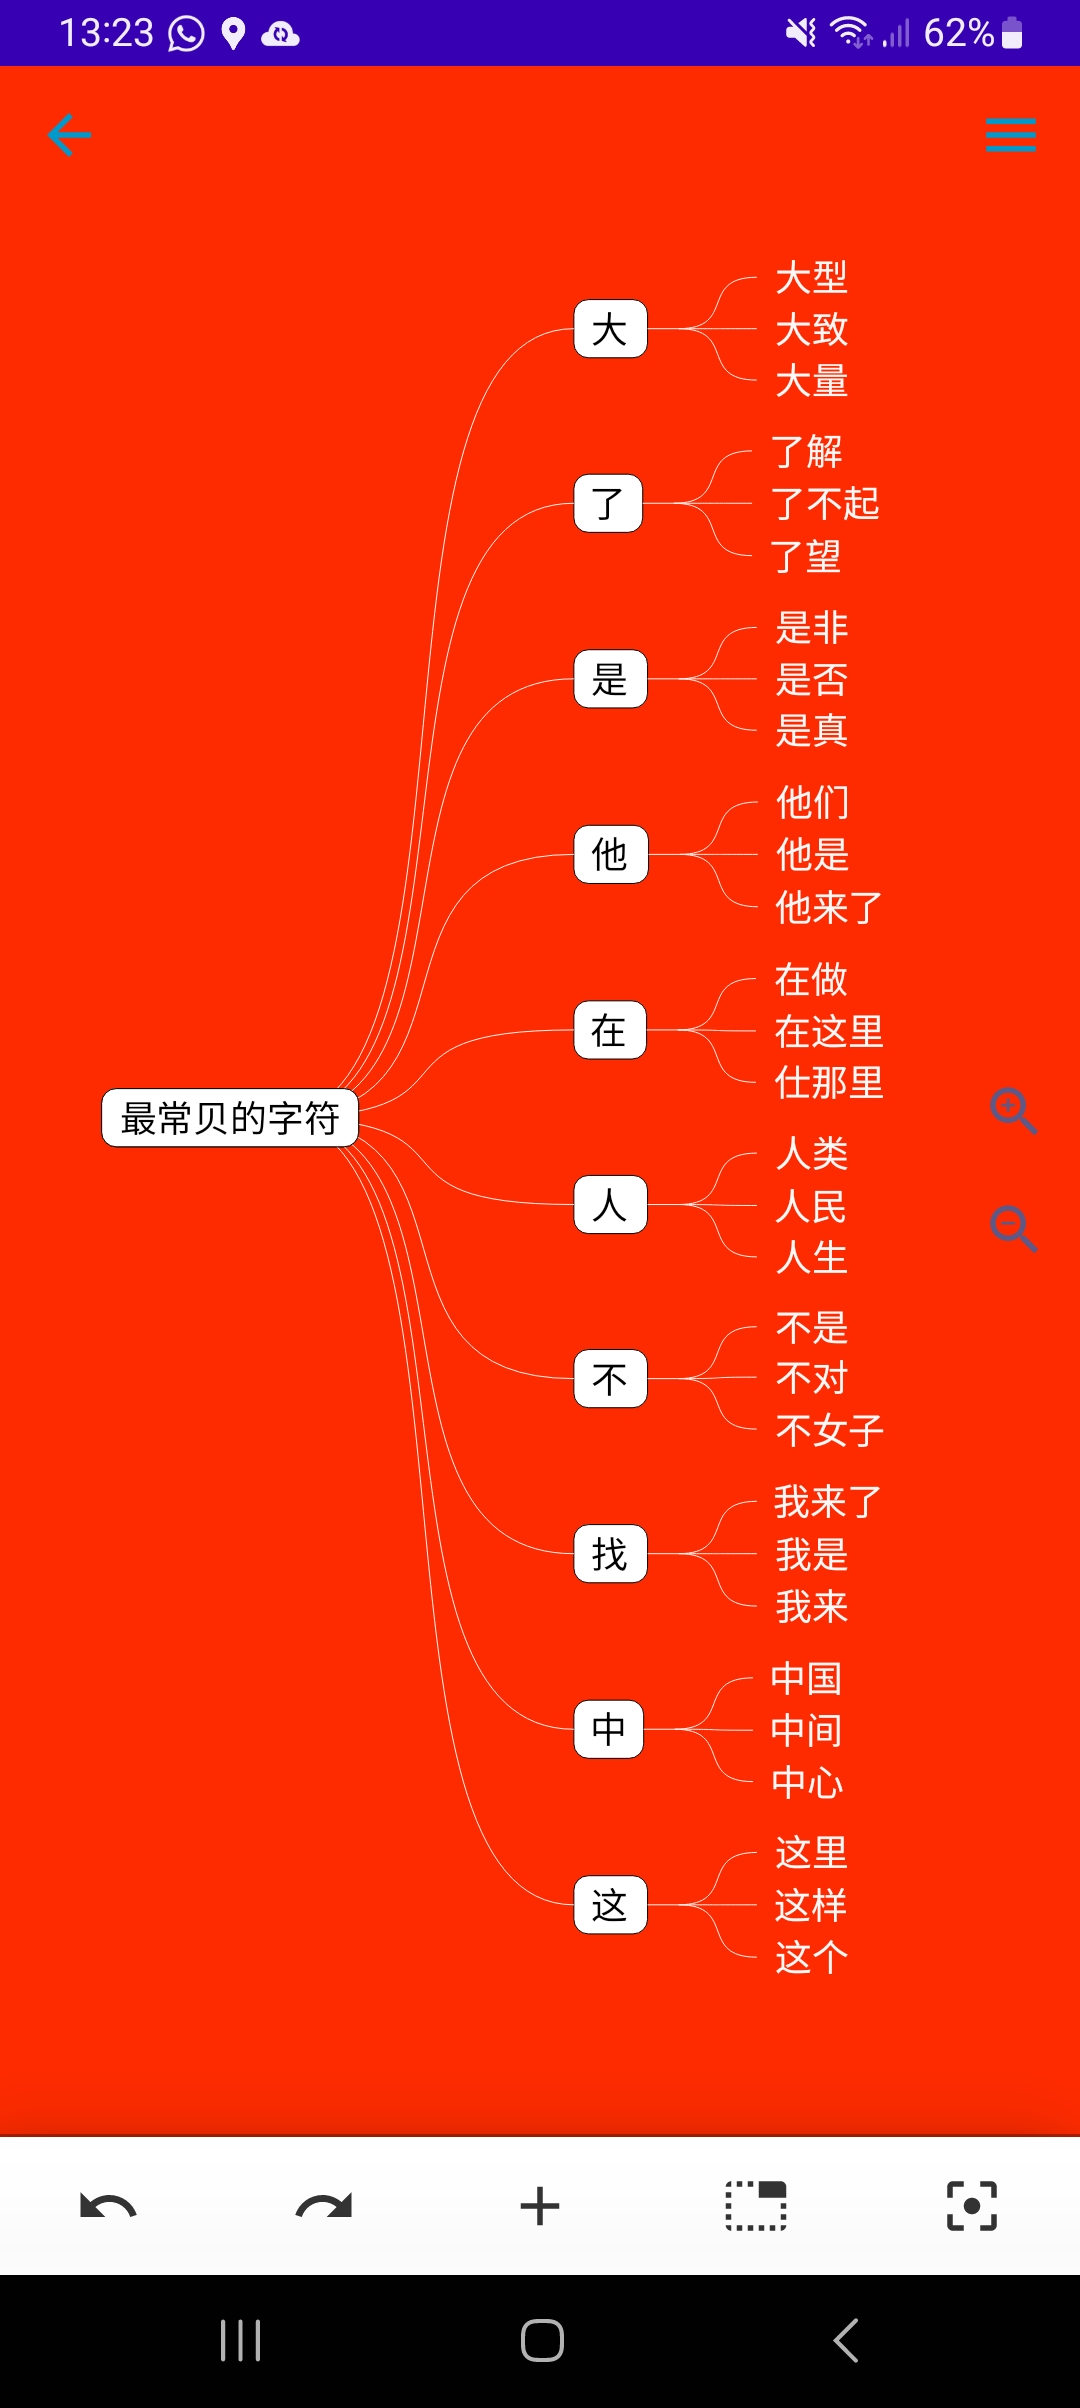 13:23
62%
大
大型
大致
大量
了
了解
了不起
了望
是
是非
是否
是真
他
他们
他是
他来了
在
在做
在这里
仕那里
最常贝的字符
人
人类
人民
人生
不
不是
不对
不女子
找
我来了
我是
我来
中
中国
中间
中心
这
这里
这样
这个